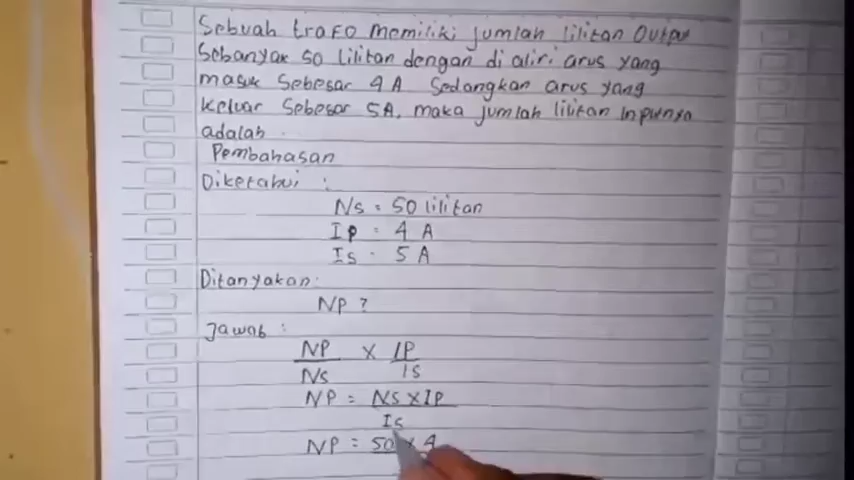 Sebuah traFo memiliki jumlah lilitan Output
Sebanyak 50 Lilitan dengan di aliri arus yang
masuk Sebesar 4 A Sedangkan arus yang
Keluar Sebesar 5A, maka jumlah lilitan Inputnya
adalah.
Pembahasan
Diketahui :
Ns = 50 lilitan
IP = 4 A
Is = 5 A
Ditanyakan:
NP ?
Jawab :
NP/Ns X IP/IS
NP = NS X IP
Is
NP = 50 x 4